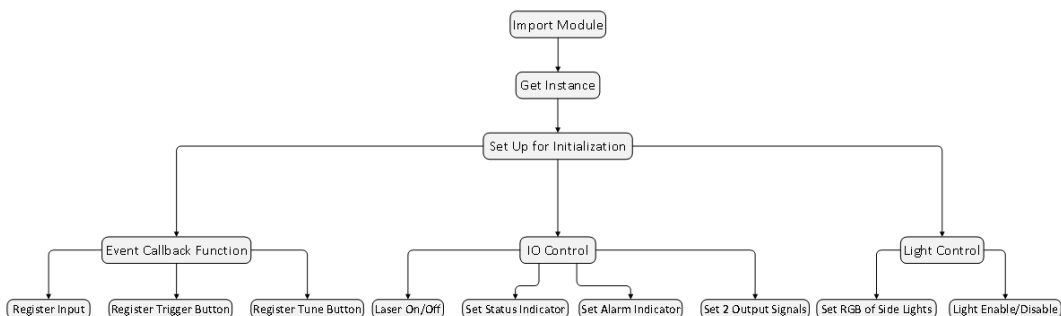 Import Module
Get Instance
Set Up for Initialization
Event Callback Function
IO Control
Light Control
Register Input
Register Trigger Button
Register Tune Button
Laser On/Off
Set Status Indicator
Set Alarm Indicator
Set 2 Output Signals
Set RGB of Side Lights
Light Enable/Disable